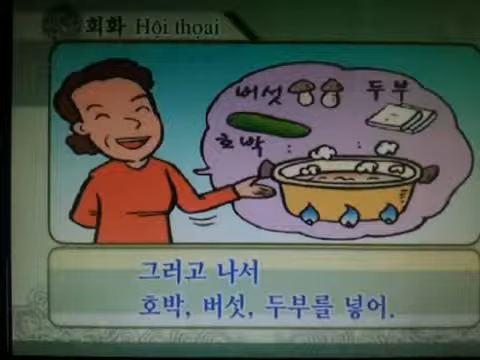 회화 Hội thoại
버섯 두부
호박
그러고 나서
호박, 버섯, 두부를 넣어.